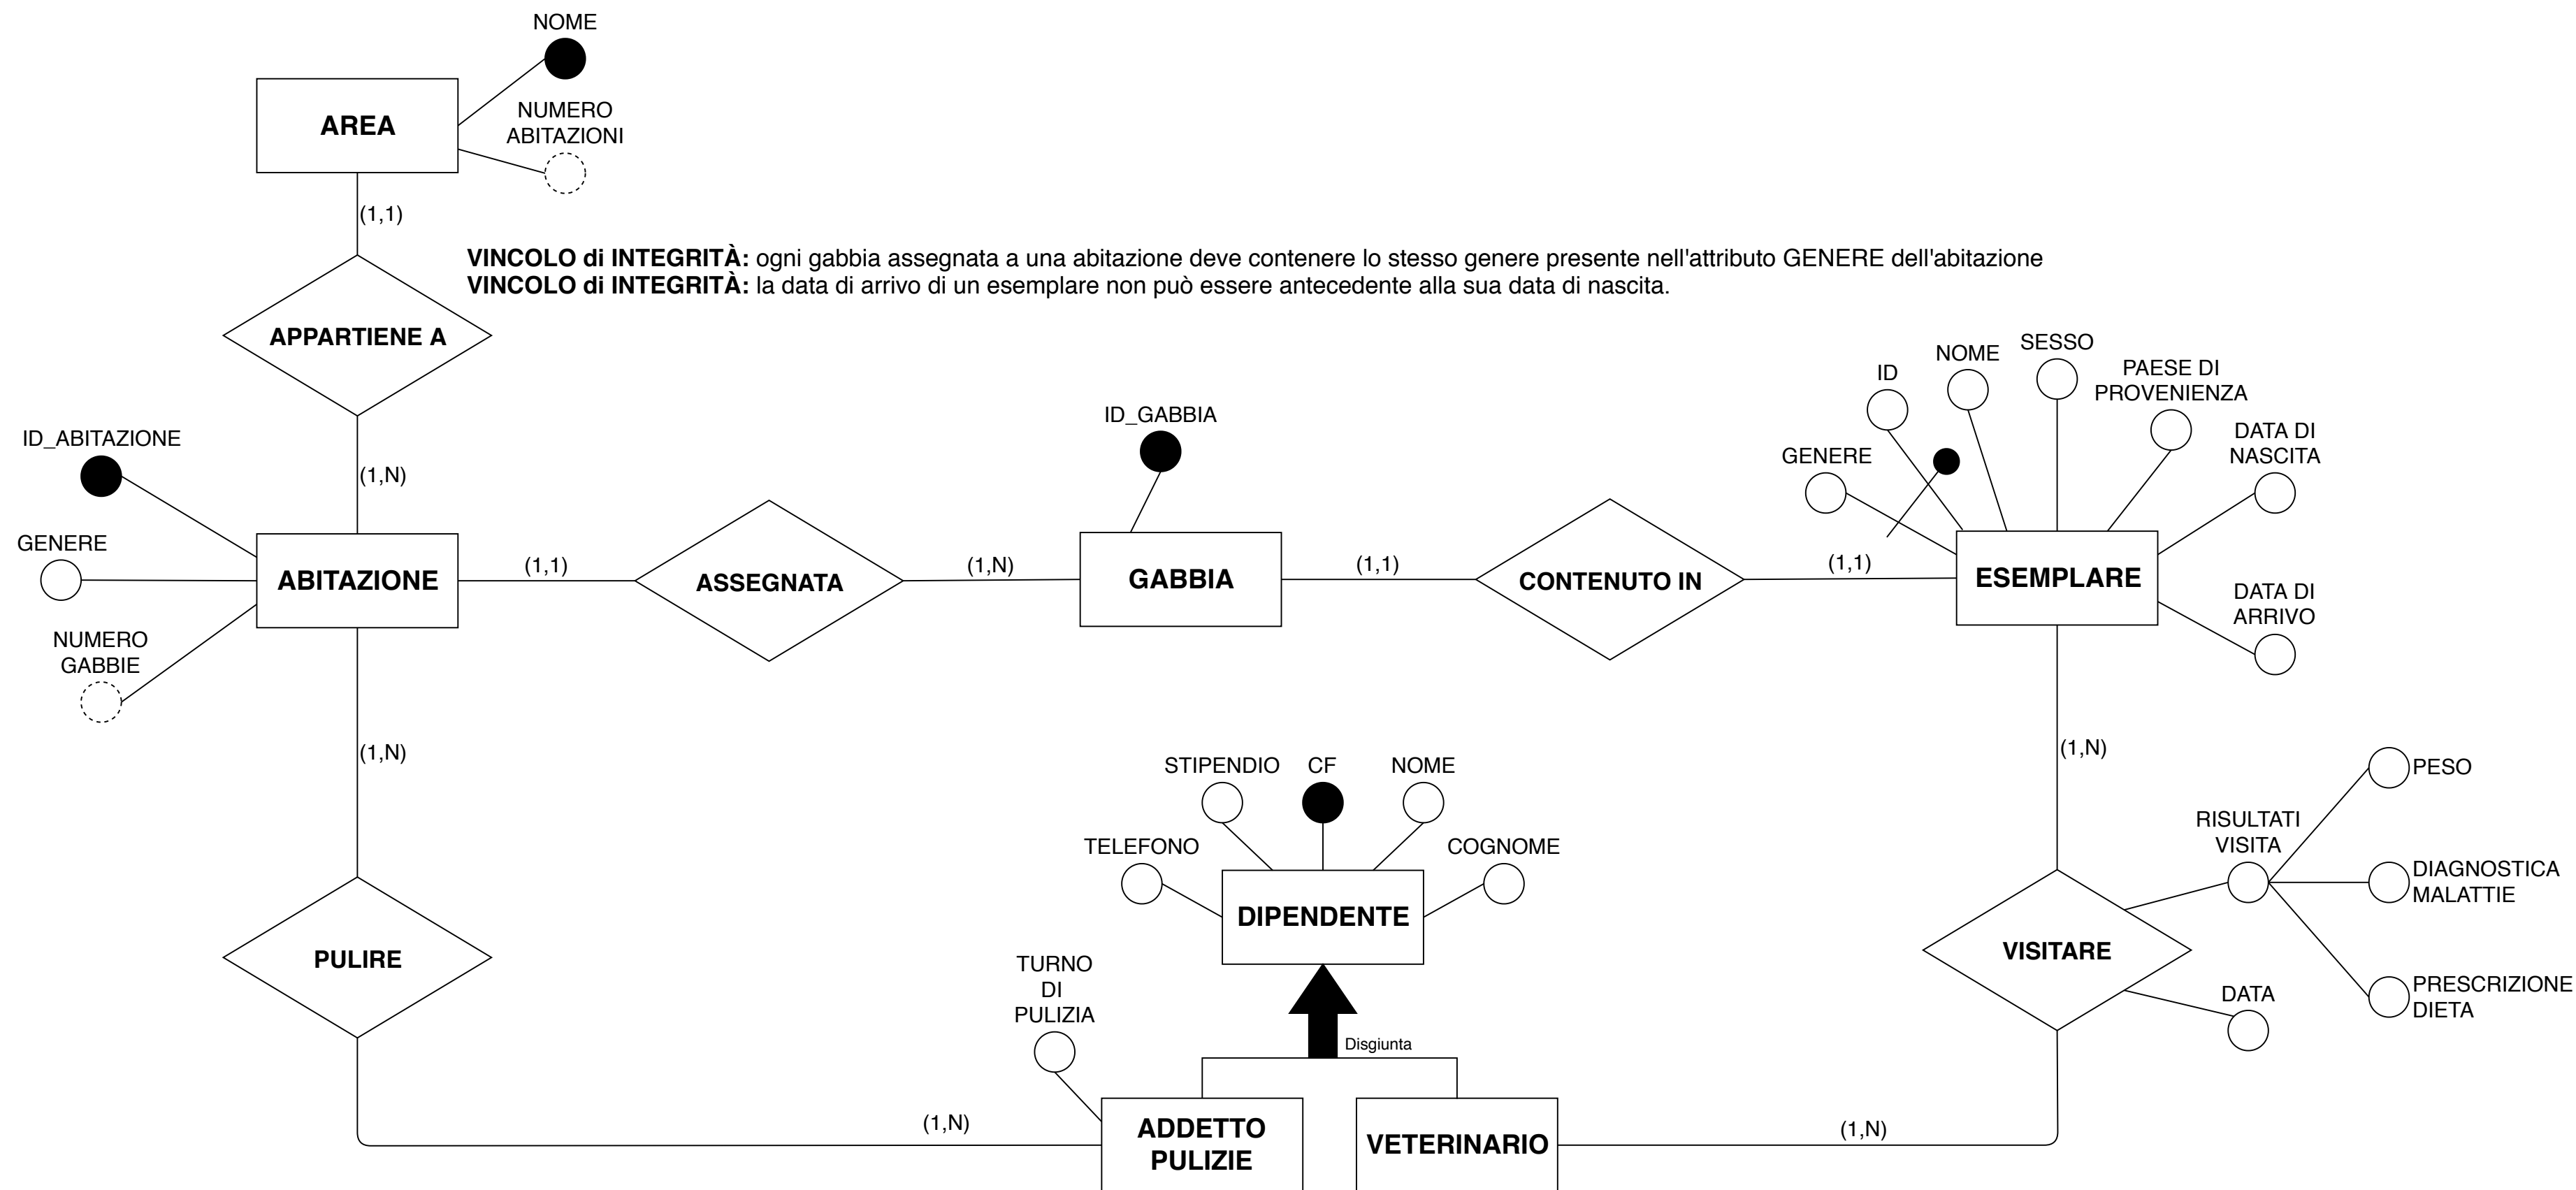 NOME
NUMERO
ABITAZIONI
AREA
(1,1)
VINCOLO di INTEGRITÀ: ogni gabbia assegnata a una abitazione deve contenere lo stesso genere presente nell'attributo GENERE dell'abitazione
VINCOLO di INTEGRITÀ: la data di arrivo di un esemplare non può essere antecedente alla sua data di nascita.
APPARTIENE A
(1,N)
ID_ABITAZIONE
GENERE
NUMERO
GABBIE
ABITAZIONE
(1,1)
ASSEGNATA
(1,N)
ID_GABBIA
GABBIA
(1,1)
CONTENUTO IN
(1,1)
GENERE
ID
NOME
SESSO
PAESE DI
PROVENIENZA
DATA DI
NASCITA
DATA DI
ARRIVO
ESEMPLARE
(1,N)
(1,N)
PULIRE
STIPENDIO
CF
NOME
TELEFONO
COGNOME
DIPENDENTE
RISULTATI
VISITA
PESO
DIAGNOSTICA
MALATTIE
PRESCRIZIONE
DIETA
VISITARE
DATA
TURNO
DI
PULIZIA
Disgiunta
(1,N)
ADDETTO
PULIZIE
VETERINARIO
(1,N)